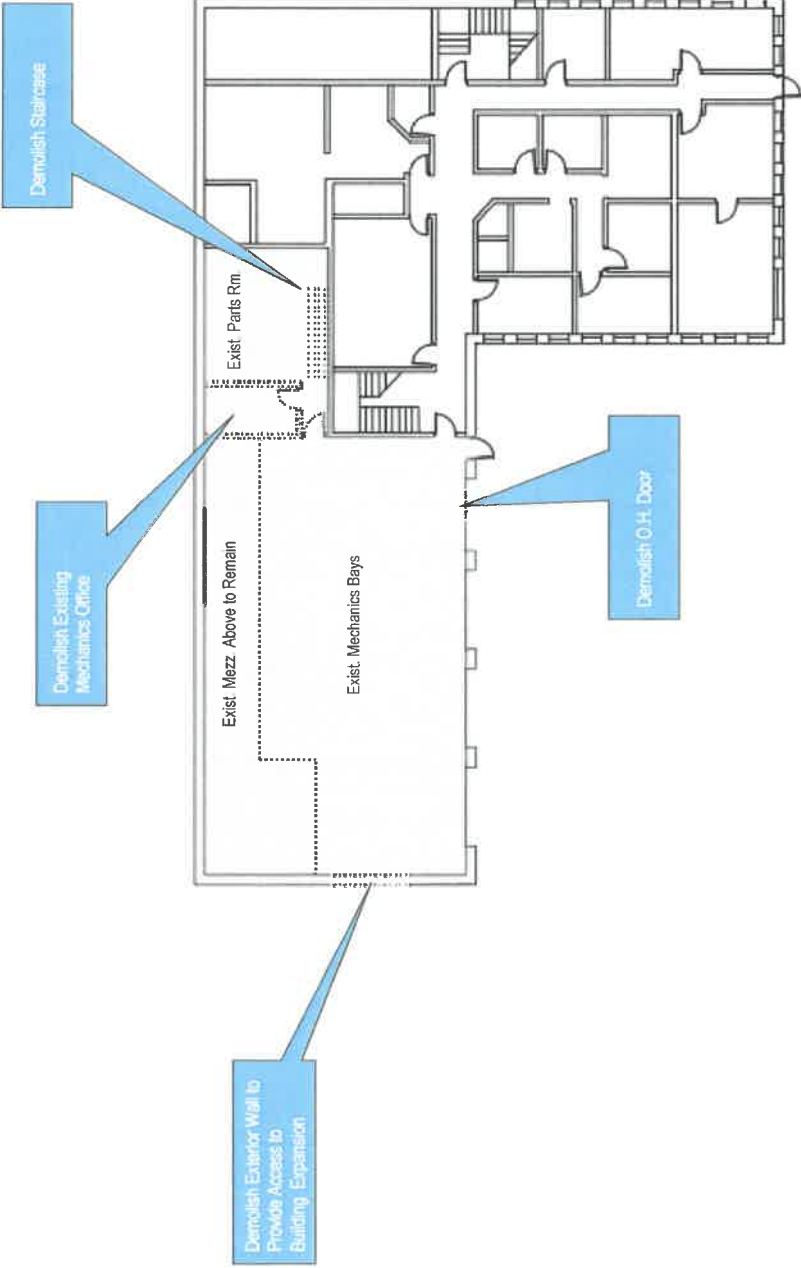 Demolish Staircase
Exist. Parts Rm.
Demolish Existing
Mechanics Office
Exist. Mezz. Above to Remain
Exist. Mechanics Bays
Demolish O.H. Door
Demolish Exterior Wall to
Provide Access to
Building Expansion